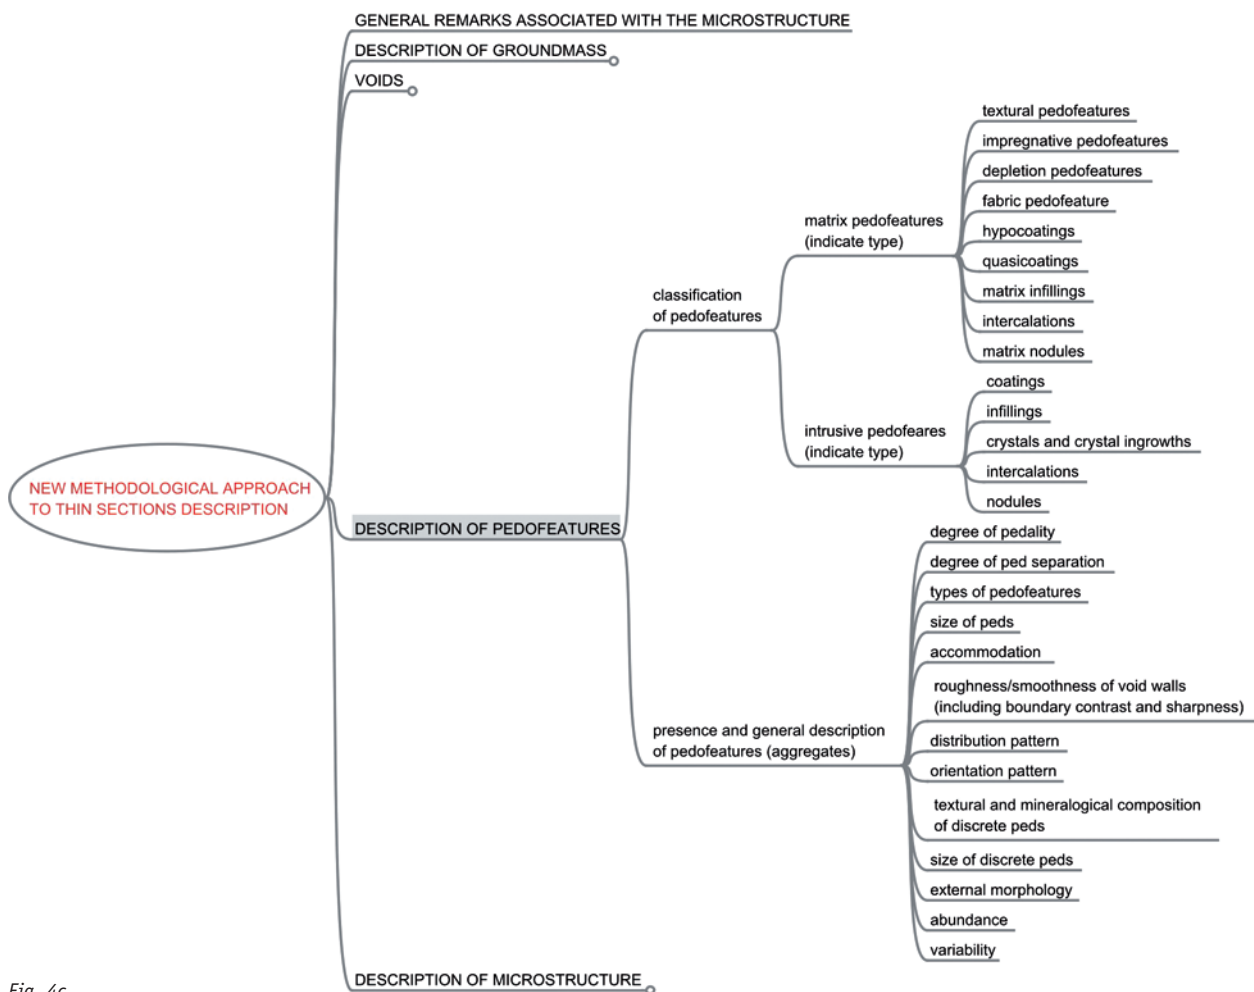 GENERAL REMARKS ASSOCIATED WITH THE MICROSTRUCTURE
DESCRIPTION OF GROUNDMASS
VOIDS
NEW METHODOLOGICAL APPROACH
TO THIN SECTIONS DESCRIPTION
DESCRIPTION OF PEDOFEATURES
classification
of pedofeatures
matrix pedofeatures
(indicate type)
textural pedofeatures
impregnative pedofeatures
depletion pedofeatures
fabric pedofeature
hypocoatings
quasicoatings
matrix infillings
intercalations
matrix nodules
intrusive pedofeares
(indicate type)
coatings
infillings
crystals and crystal ingrowths
intercalations
nodules
presence and general description
of pedofeatures (aggregates)
degree of pedality
degree of ped separation
types of pedofeatures
size of peds
accommodation
roughness/smoothness of void walls
(including boundary contrast and sharpness)
distribution pattern
orientation pattern
textural and mineralogical composition
of discrete peds
size of discrete peds
external morphology
abundance
variability
DESCRIPTION OF MICROSTRUCTURE
Fig. 4c